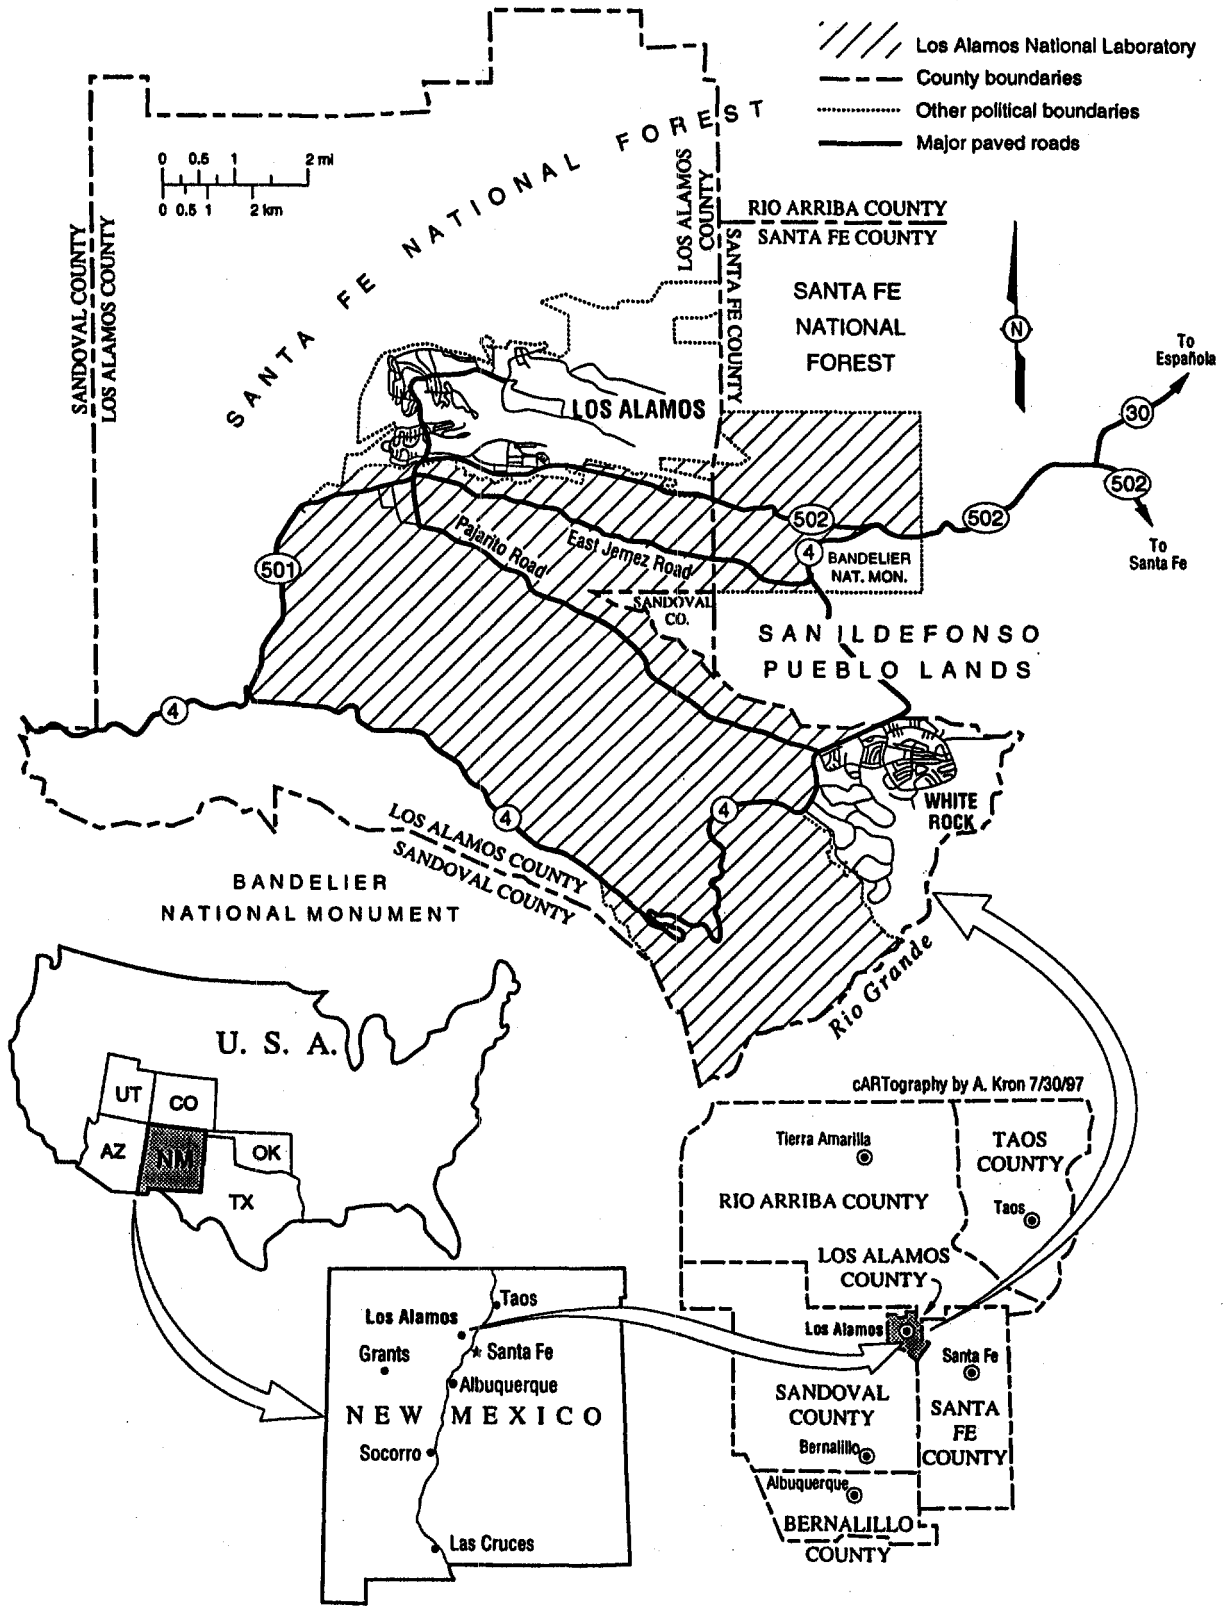 Los Alamos National Laboratory
County boundaries
Other political boundaries
Major paved roads
0 0.5 1 2 mi
0 0.5 1 2 km
SANTA FE NATIONAL FOREST
SANDOVAL COUNTY
LOS ALAMOS COUNTY
LOS ALAMOS
COUNTY
SANTA FE COUNTY
RIO ARRIBA COUNTY
SANTA FE COUNTY
SANTA FE
NATIONAL
FOREST
N
To
Española
30
502
To
Santa Fe
LOS ALAMOS
502
502
4
BANDELIER
NAT. MON.
501
Pajarito Road
East Jemez Road
SANDOVAL
CO.
SAN ILDEFONSO
PUEBLO LANDS
4
WHITE
ROCK
4
4
LOS ALAMOS COUNTY
SANDOVAL COUNTY
BANDELIER
NATIONAL MONUMENT
Rio Grande
U. S. A.
UT
CO
AZ
NM
OK
TX
cARTography by A. Kron 7/30/97
Tierra Amarilla
TAOS
COUNTY
RIO ARRIBA COUNTY
Taos
LOS ALAMOS
COUNTY
Los Alamos
Santa Fe
SANDOVAL
COUNTY
SANTA
FE
COUNTY
Bernalillo
Albuquerque
BERNALILLO
COUNTY
Taos
Los Alamos
Grants
Santa Fe
Albuquerque
NEW MEXICO
Socorro
Las Cruces